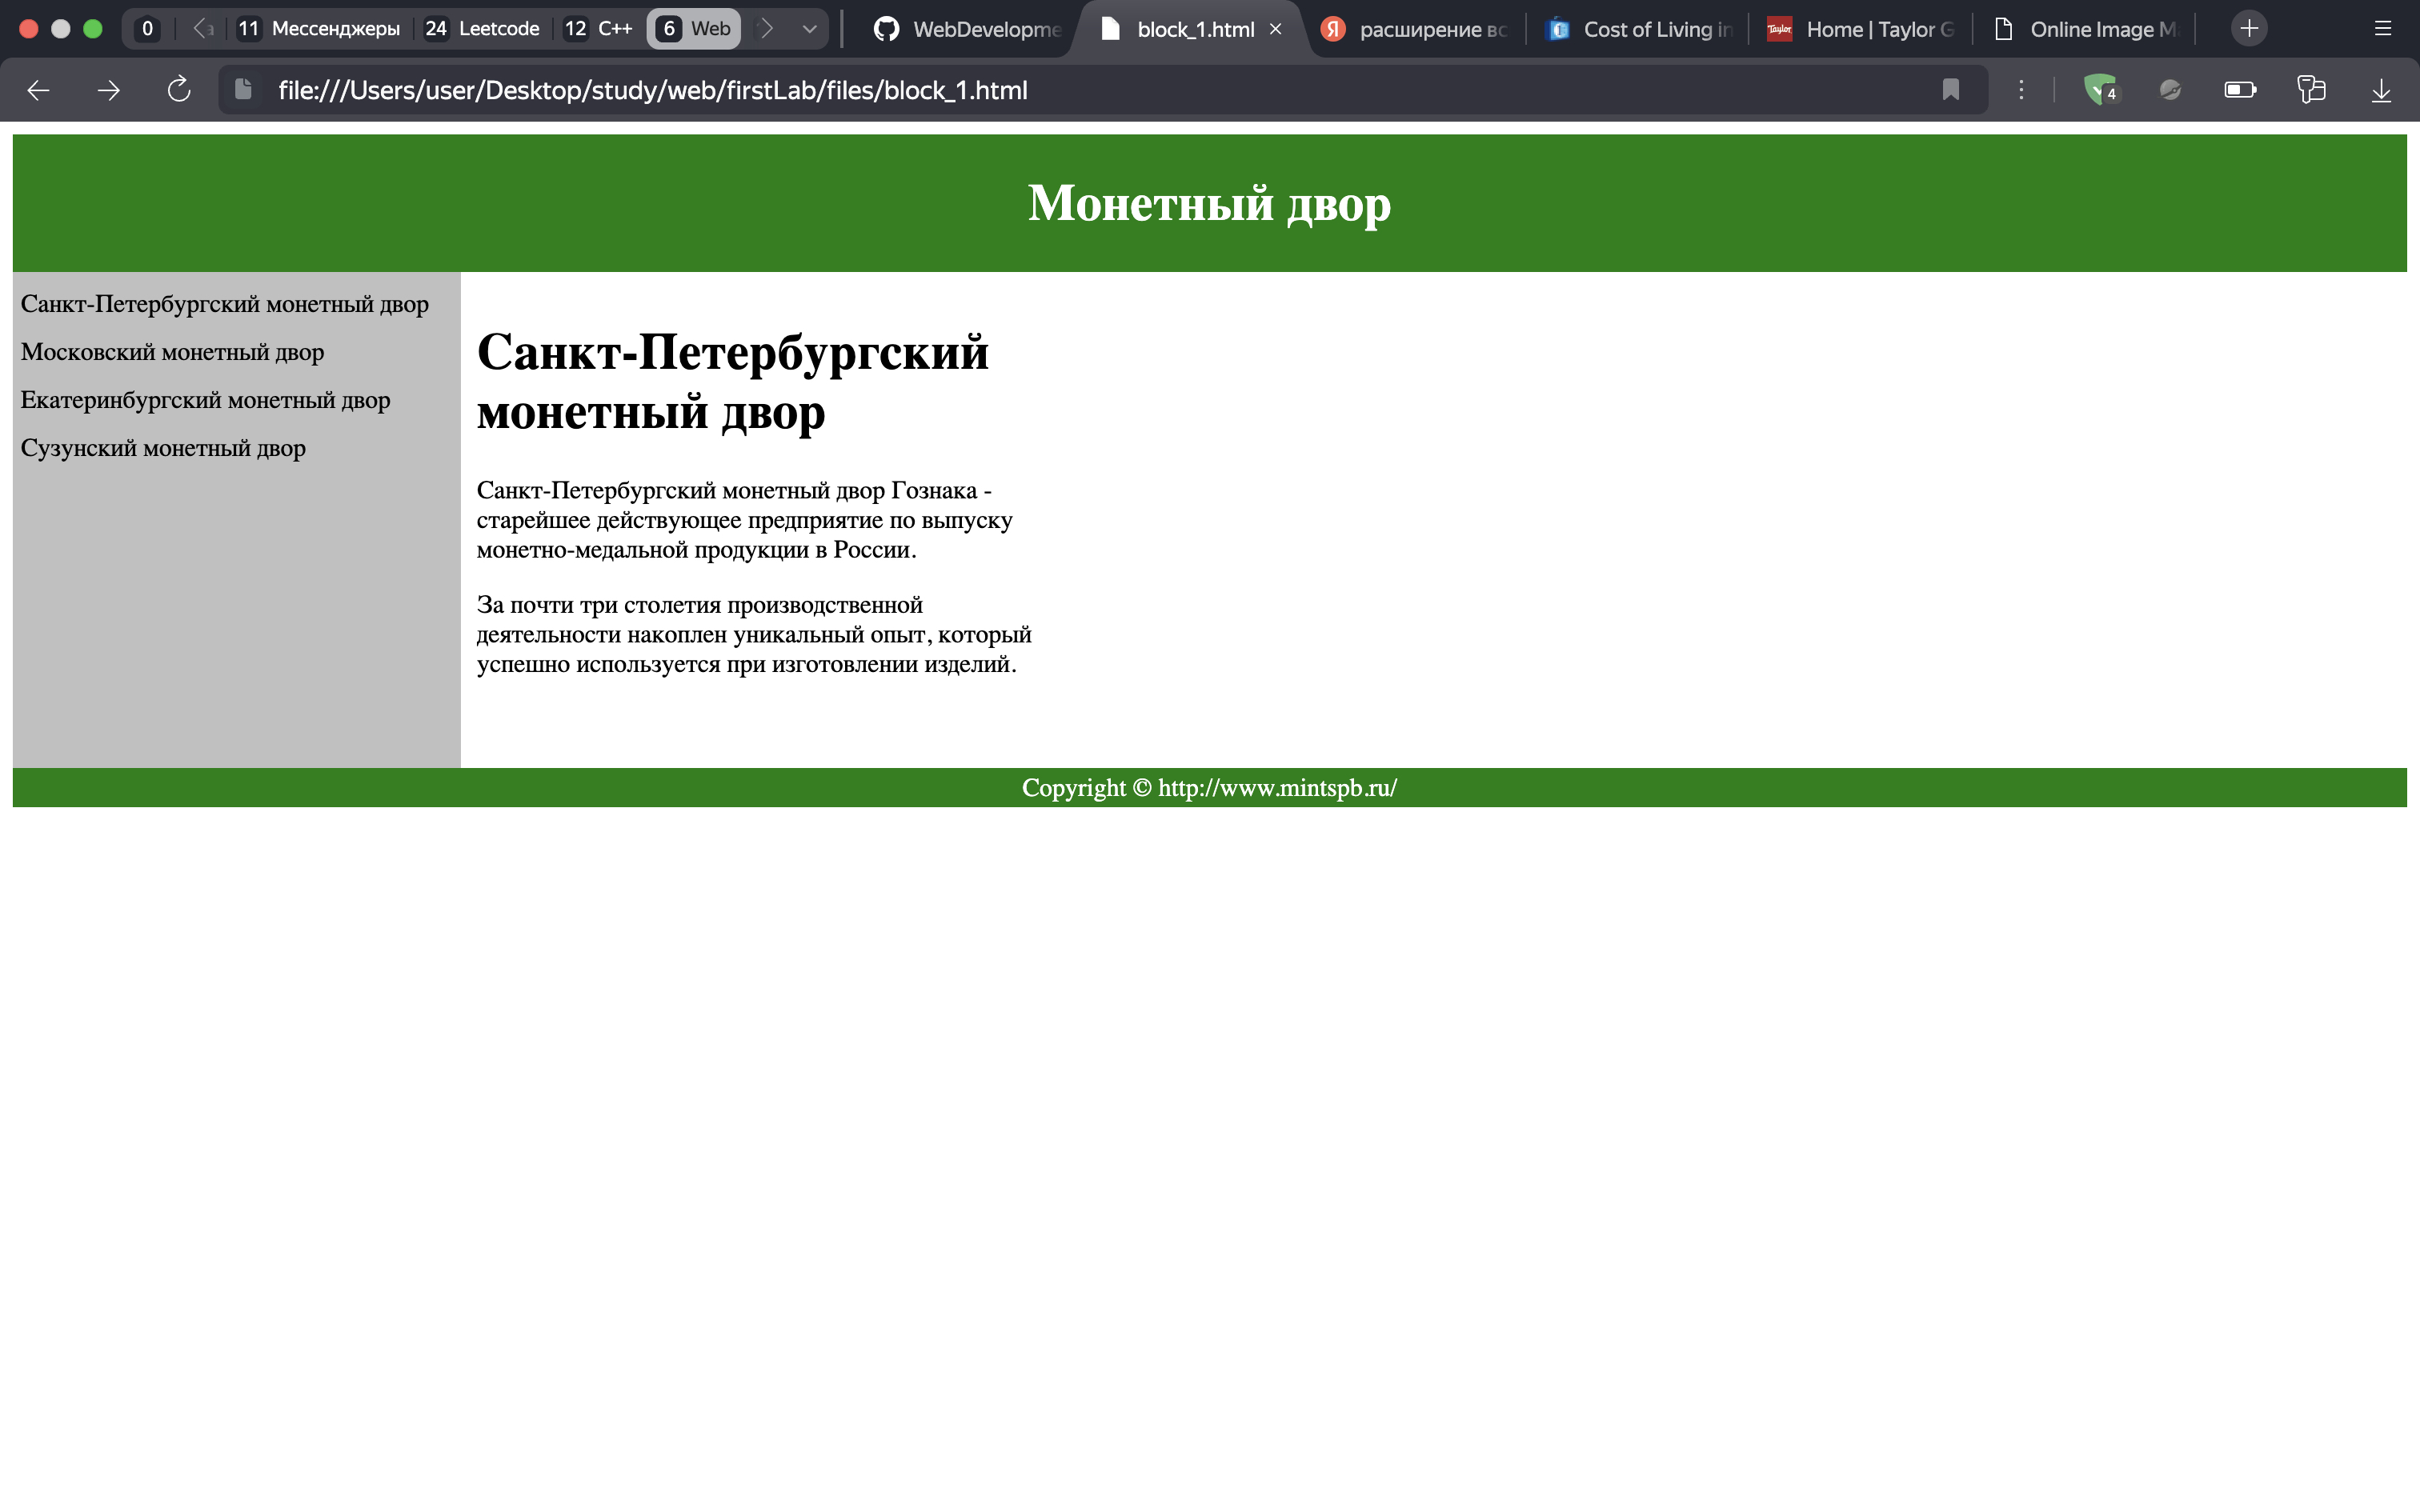 0 11 Мессенджеры 24 Leetcode 12 C++ 6 Web WebDevelopme block_1.html расширение вс Cost of Living in Home | Taylor G Online Image M
file:///Users/user/Desktop/study/web/firstLab/files/block_1.html 4
Монетный двор
Санкт-Петербургский монетный двор
Московский монетный двор
Екатеринбургский монетный двор
Сузунский монетный двор
Санкт-Петербургский
монетный двор
Санкт-Петербургский монетный двор Гознака -
старейшее действующее предприятие по выпуску
монетно-медальной продукции в России.
За почти три столетия производственной
деятельности накоплен уникальный опыт, который
успешно используется при изготовлении изделий.
Copyright © http://www.mintspb.ru/